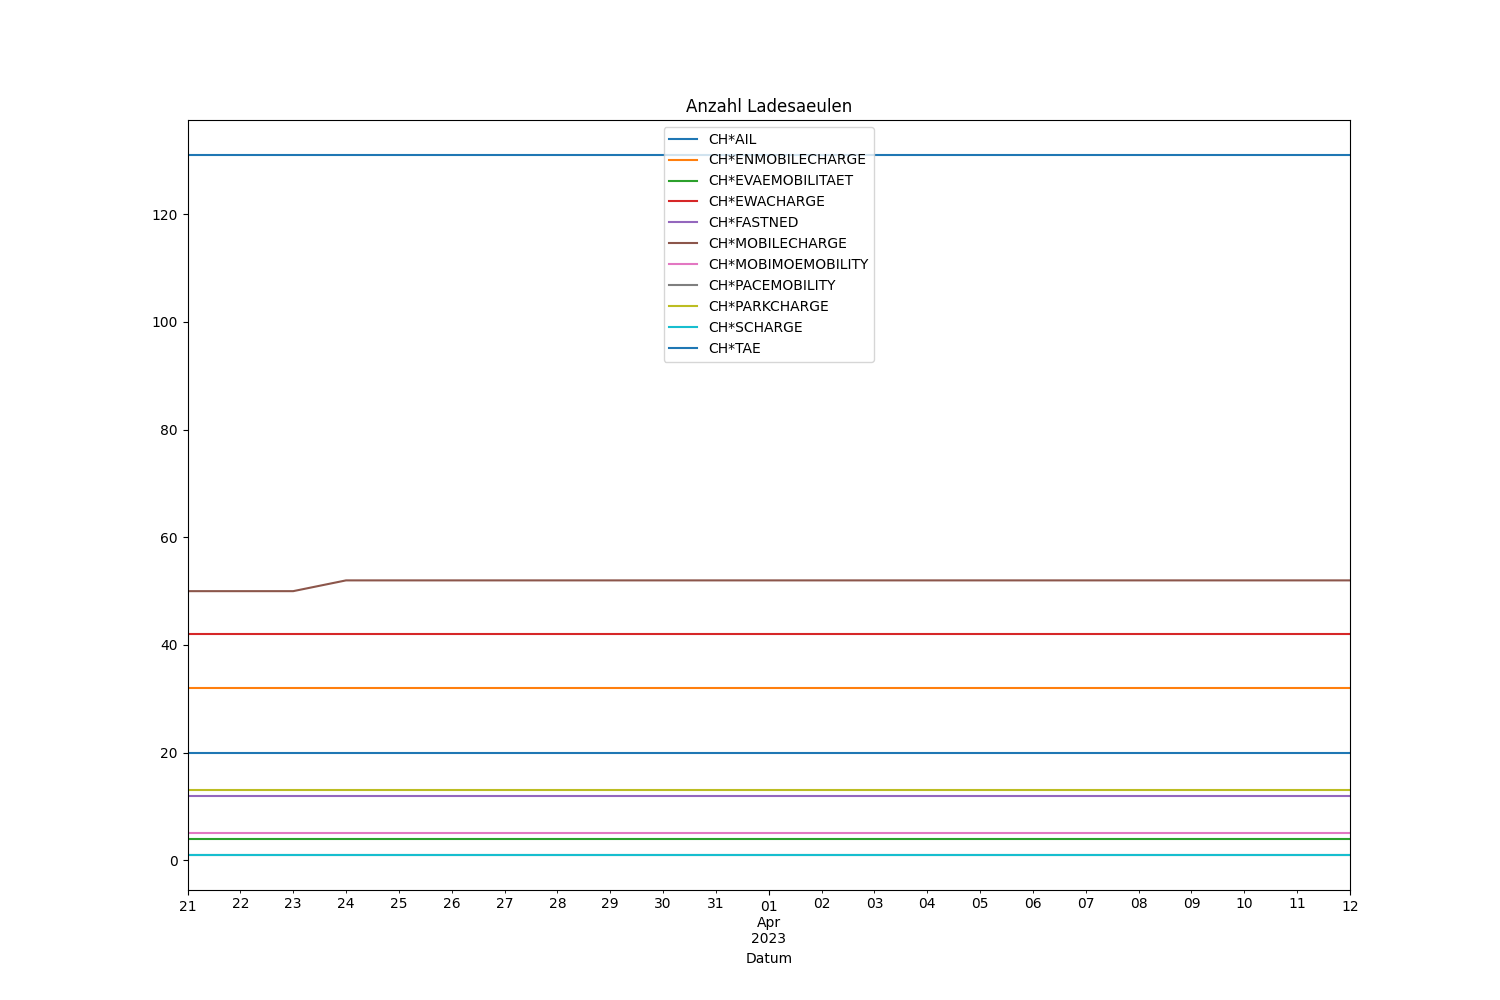 Anzahl Ladesaeulen
CH*AIL
CH*ENMOBILECHARGE
CH*EVAEMOBILITAET
CH*EWACHARGE
CH*FASTNED
CH*MOBILECHARGE
CH*MOBIMOEMOBILITY
CH*PACEMOBILITY
CH*PARKCHARGE
CH*SCHARGE
CH*TAE
120
100
80
60
40
20
0
21 22 23 24 25 26 27 28 29 30 31 01 02 03 04 05 06 07 08 09 10 11 12
Apr
2023
Datum